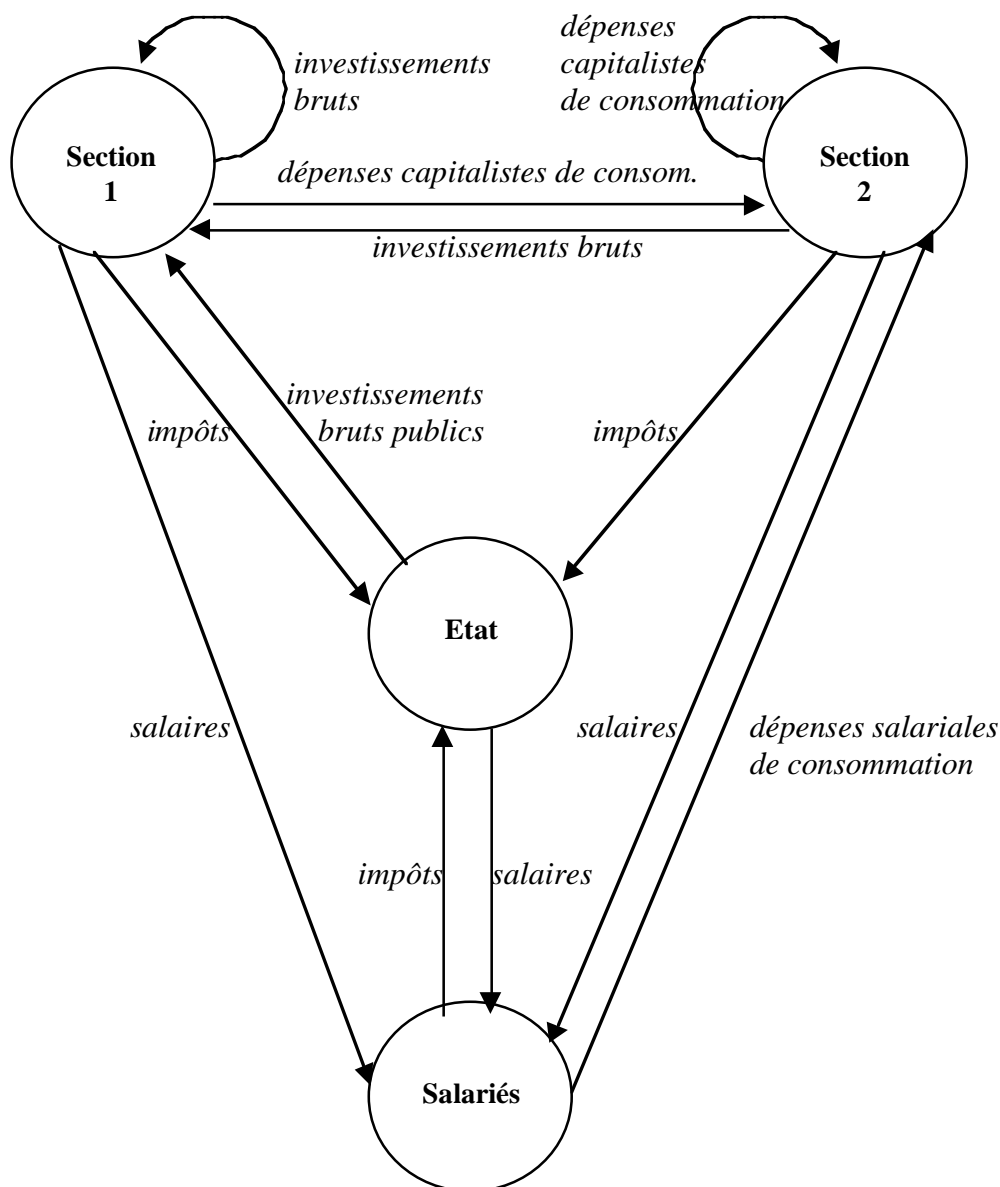 dépenses
capitalistes
de consommation
investissements
bruts
Section
1
Section
2
dépenses capitalistes de consom.
investissements bruts
investissements
bruts publics
impôts
impôts
Etat
salaires
salaires
dépenses salariales
de consommation
impôts
salaires
Salariés